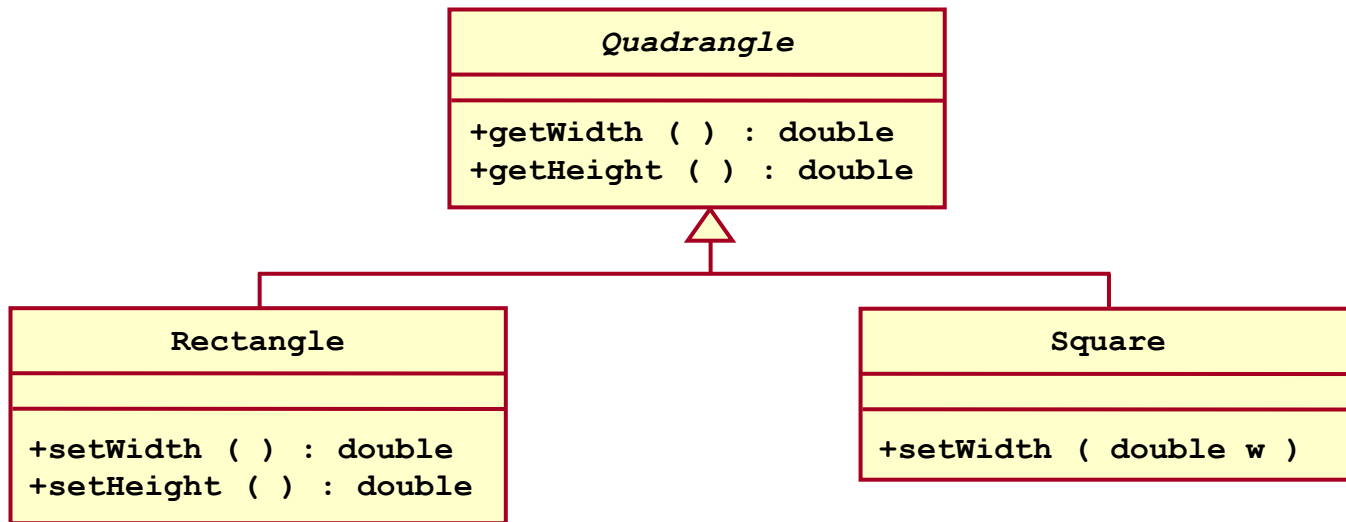 Quadrangle
+getWidth ( ) : double
+getHeight ( ) : double
Rectangle
+setWidth ( ) : double
+setHeight ( ) : double
Square
+setWidth ( double w )